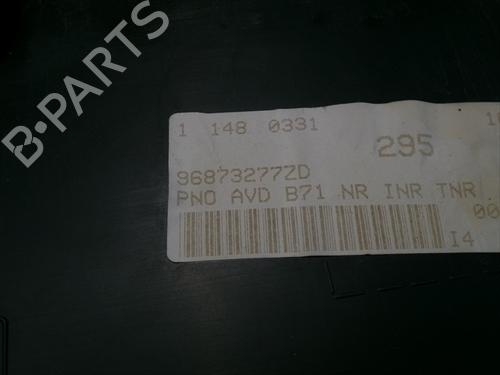 B-PARTS
1 148 0331
295
96873277ZD
PNO AVD B71 NR INR TNR
I4